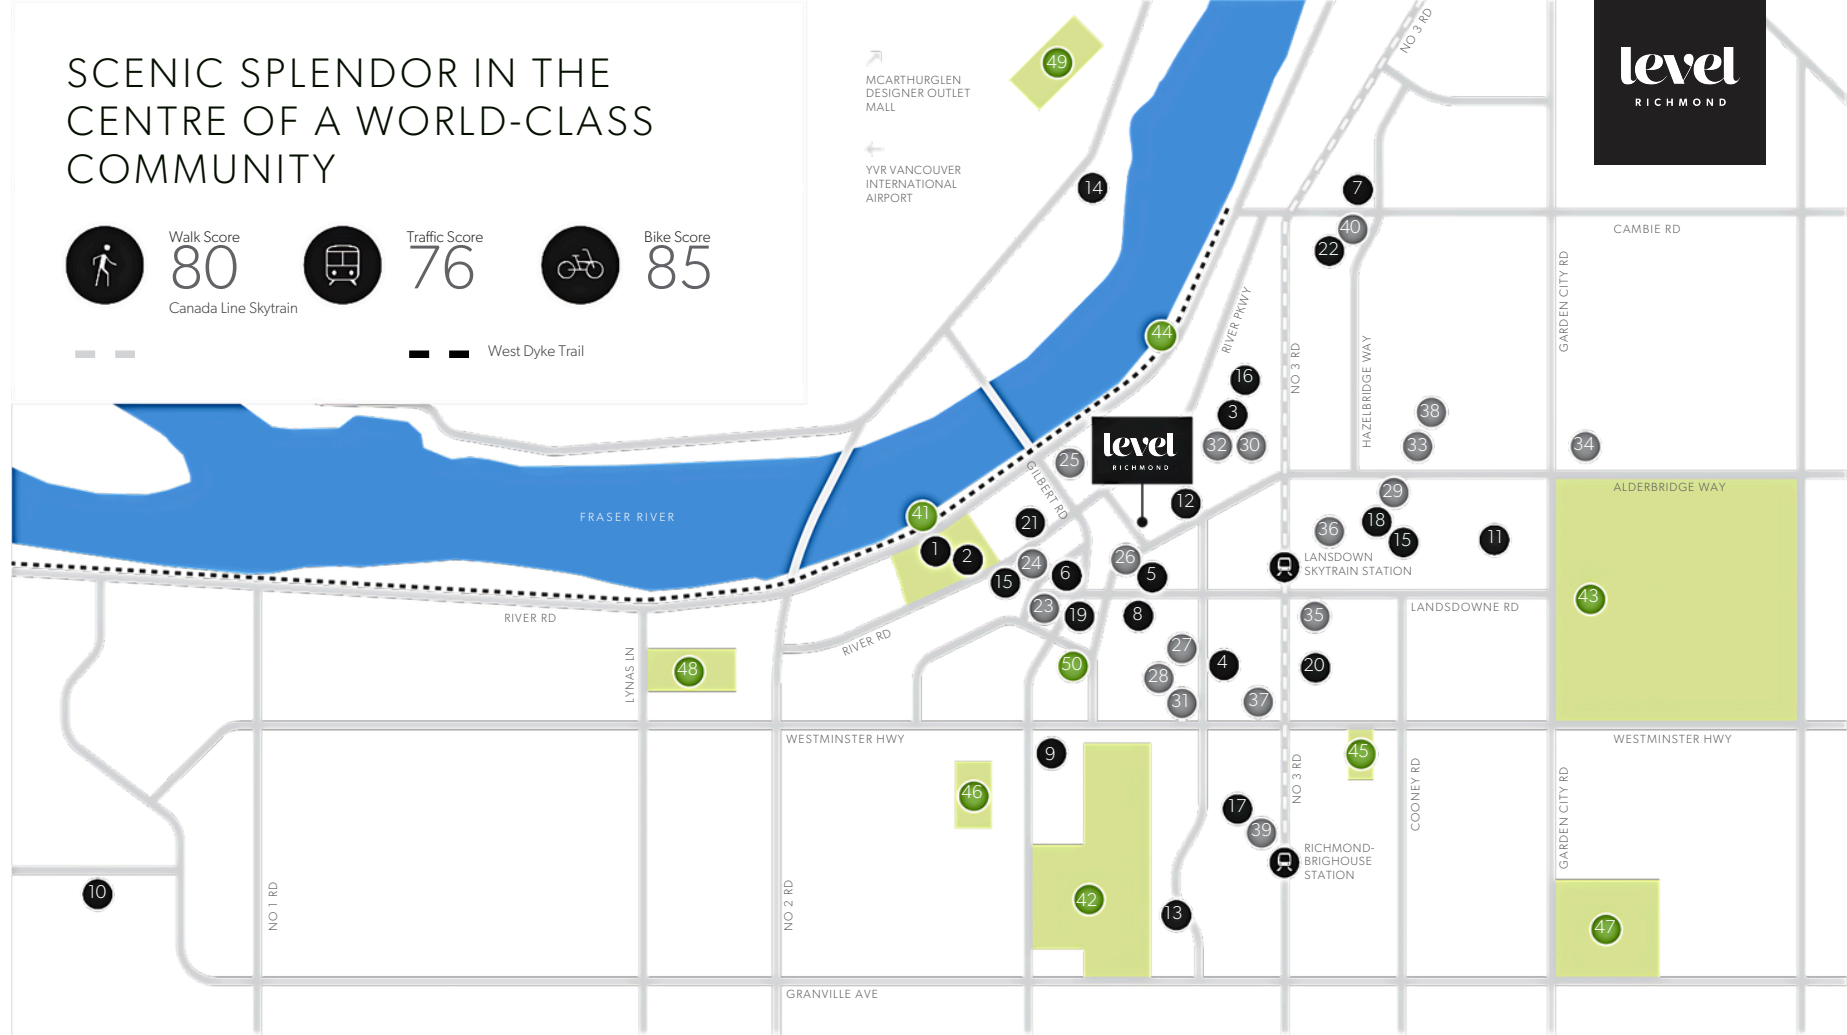 SCENIC SPLENDOR IN THE
CENTRE OF A WORLD-CLASS
COMMUNITY
Walk Score
80
Traffic Score
76
Bike Score
85
Canada Line Skytrain
West Dyke Trail
MCARTHURGLEN
DESIGNER OUTLET
MALL
YVR VANCOUVER
INTERNATIONAL
AIRPORT
49
14
NO 3 RD
level
RICHMOND
7
40
22
CAMBIE RD
GARDEN CITY RD
RIVER PKWY
NO 3 RD
HAZELBRIDGE WAY
44
16
3
32
30
38
33
34
level
RICHMOND
25
GILBERT RD
12
29
ALDERBRIDGE WAY
FRASER RIVER
41
1
2
21
36
18
15
11
LANSDOWN
SKYTRAIN STATION
15
24
6
26
5
43
23
19
8
35
LANDSDOWNE RD
RIVER RD
RIVER RD
LYNAS LN
48
50
27
28
31
4
20
37
WESTMINSTER HWY
WESTMINSTER HWY
9
46
45
NO 3 RD
COONEY RD
GARDEN CITY RD
17
39
RICHMOND-
BRIGHOUSE
STATION
10
NO 1 RD
NO 2 RD
42
13
47
GRANVILLE AVE